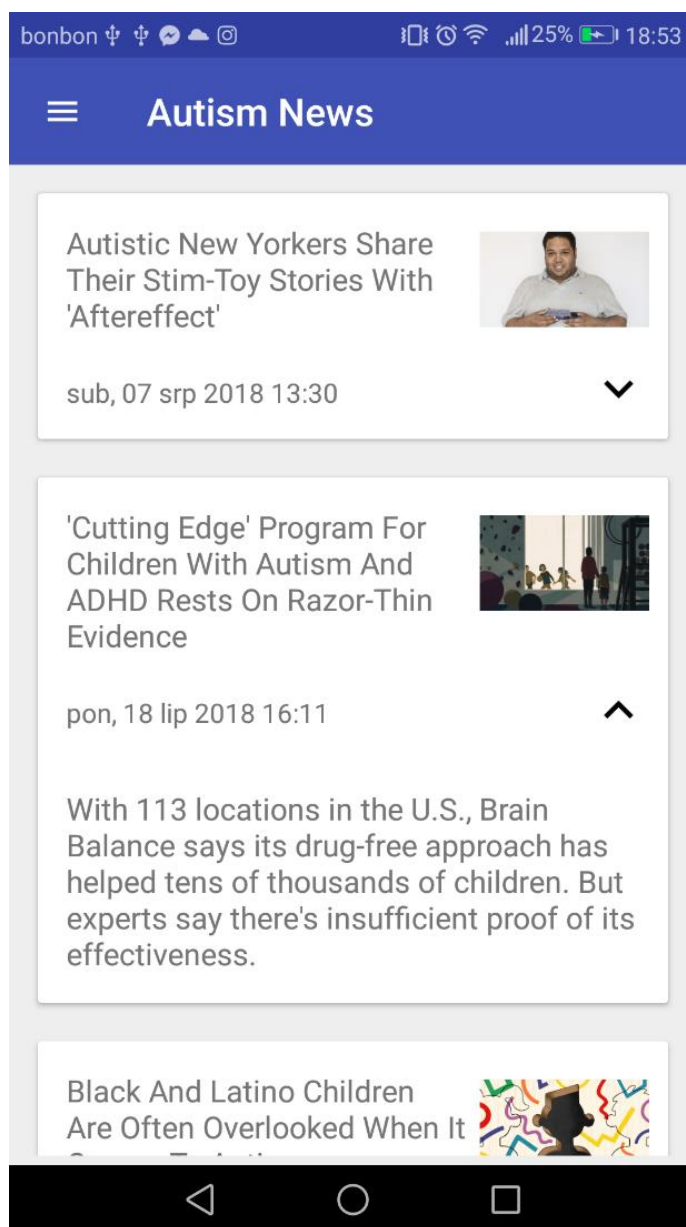 bonbon 25% 18:53
Autism News
Autistic New Yorkers Share
Their Stim-Toy Stories With
'Aftereffect'
sub, 07 srp 2018 13:30
'Cutting Edge' Program For
Children With Autism And
ADHD Rests On Razor-Thin
Evidence
pon, 18 lip 2018 16:11
With 113 locations in the U.S., Brain
Balance says its drug-free approach has
helped tens of thousands of children. But
experts say there's insufficient proof of its
effectiveness.
Black And Latino Children
Are Often Overlooked When It